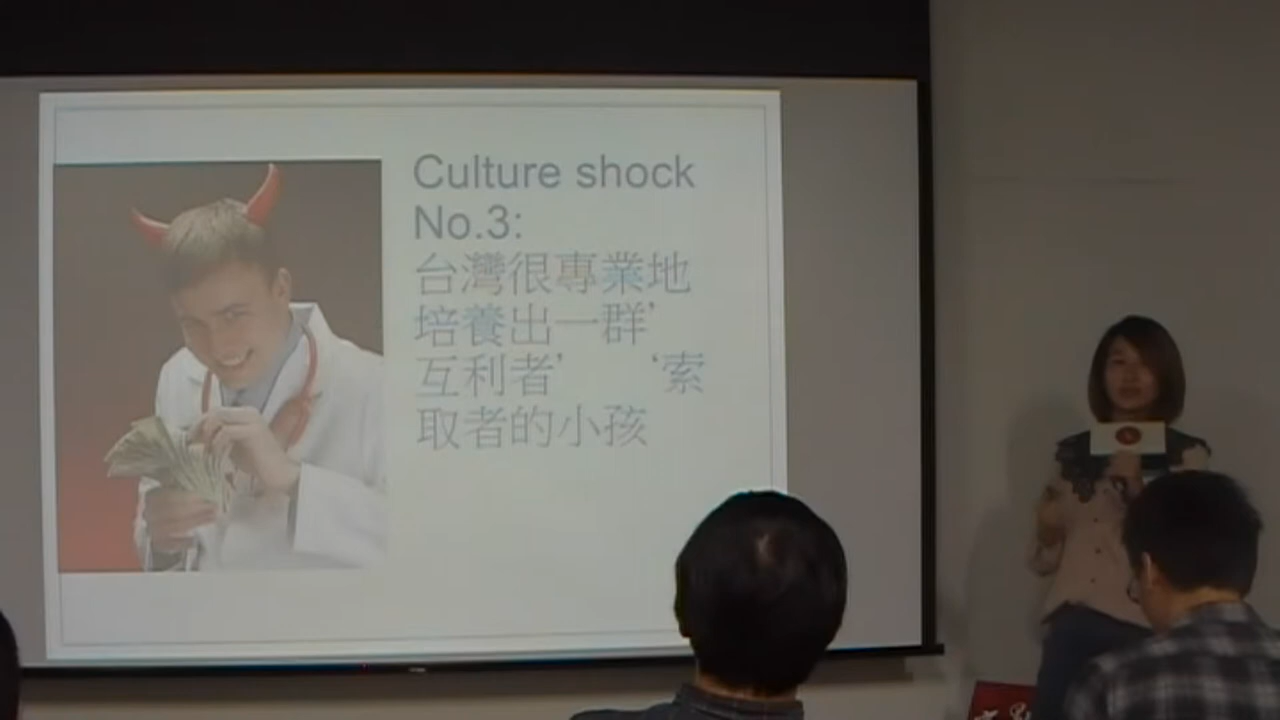 Culture shock
No.3:
台灣很專業地
培養出一群’
互利者’ ‘索
取者的小孩